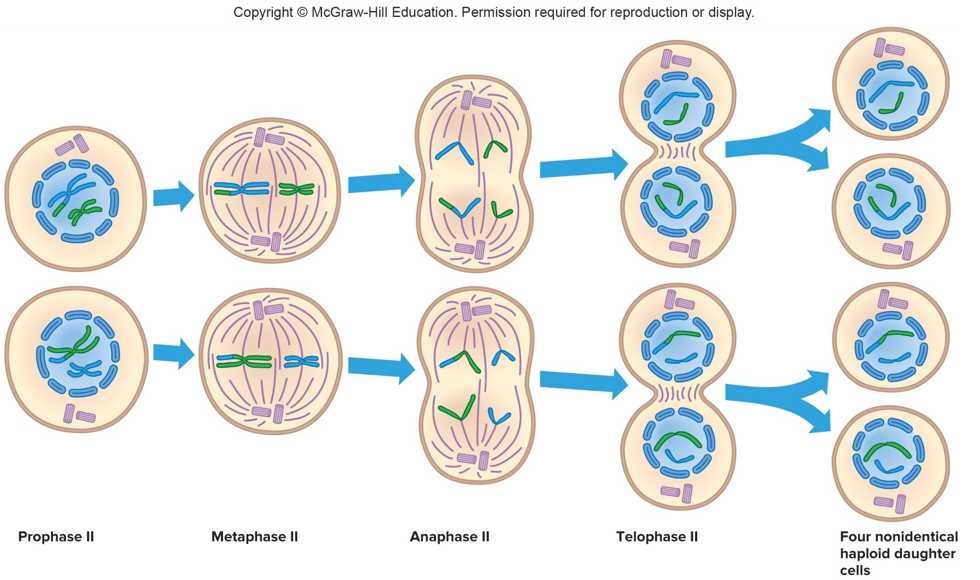 Copyright © McGraw-Hill Education. Permission required for reproduction or display.
Prophase II
Metaphase II
Anaphase II
Telophase II
Four nonidentical
haploid daughter
cells